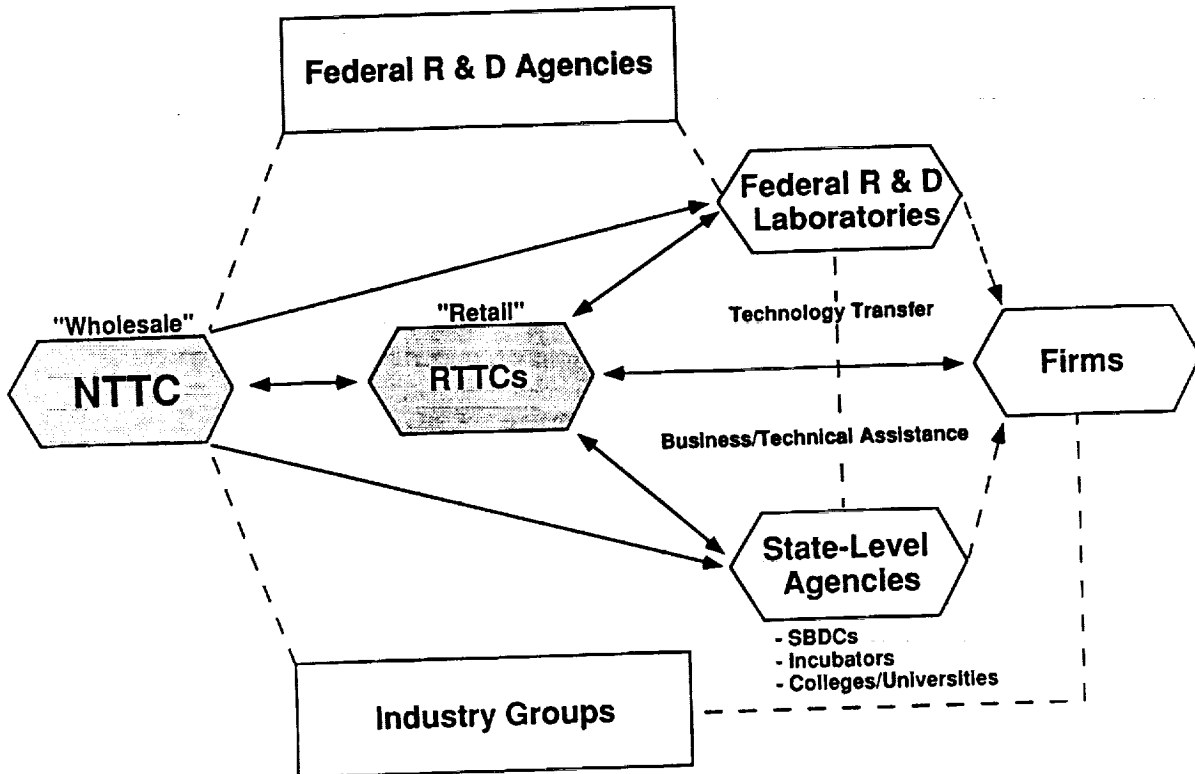 Federal R & D Agencies
Federal R & D
Laboratories
"Wholesale"
NTTC
"Retail"
RTTCs
Technology Transfer
Firms
Business/Technical Assistance
State-Level
Agencies
- SBDCs
- Incubators
- Colleges/Universities
Industry Groups